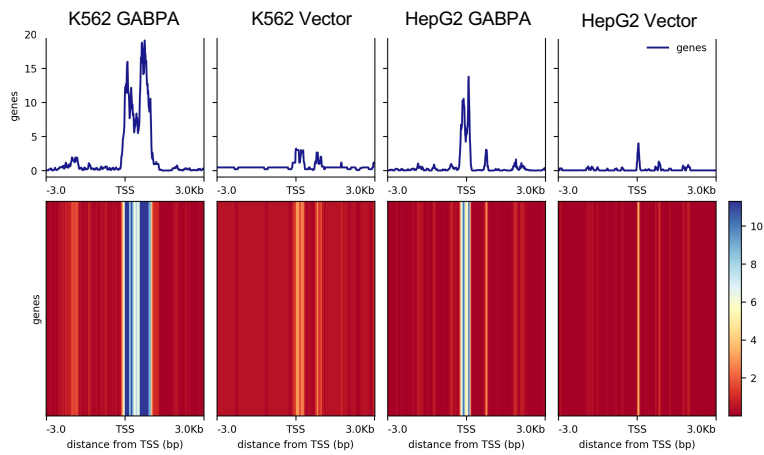 K562 GABPA K562 Vector HepG2 GABPA HepG2 Vector
20
15
10
5
0
genes
genes
-3.0 TSS 3.0Kb -3.0 TSS 3.0Kb -3.0 TSS 3.0Kb -3.0 TSS 3.0Kb
genes
10
8
6
4
2
-3.0 TSS 3.0Kb -3.0 TSS 3.0Kb -3.0 TSS 3.0Kb -3.0 TSS 3.0Kb
distance from TSS (bp) distance from TSS (bp) distance from TSS (bp) distance from TSS (bp)